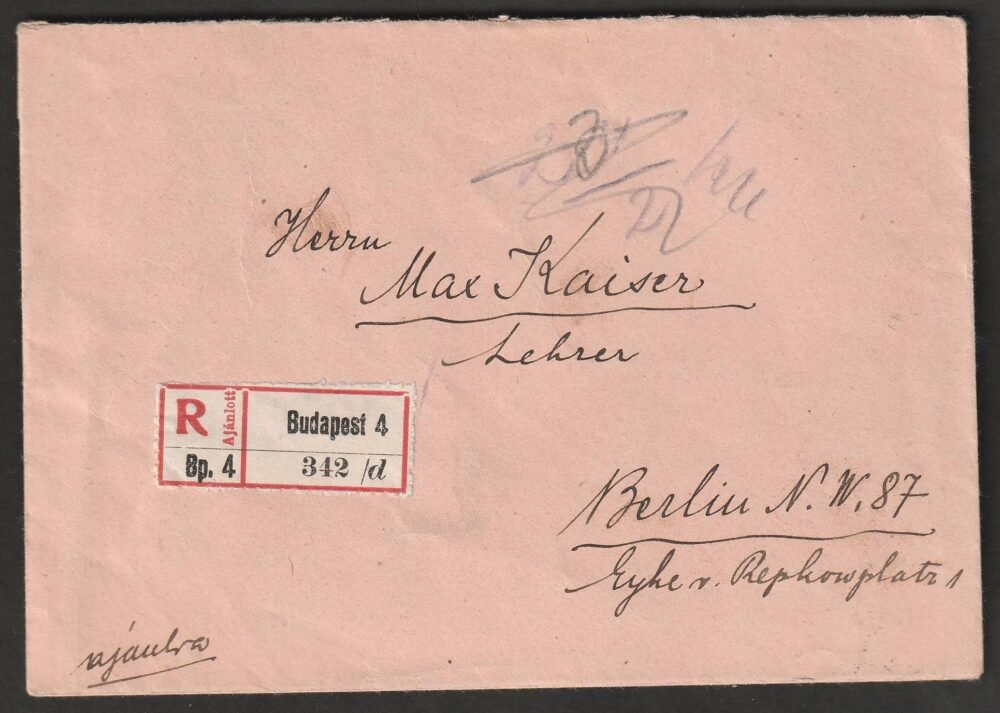 Herrn
Max Kaiser
Lehrer
R Ajánlott
Budapest 4
Bp. 4
342 /d
Berlin N. W. 87
Eyke v. Repkowplatz 1
ajánlva